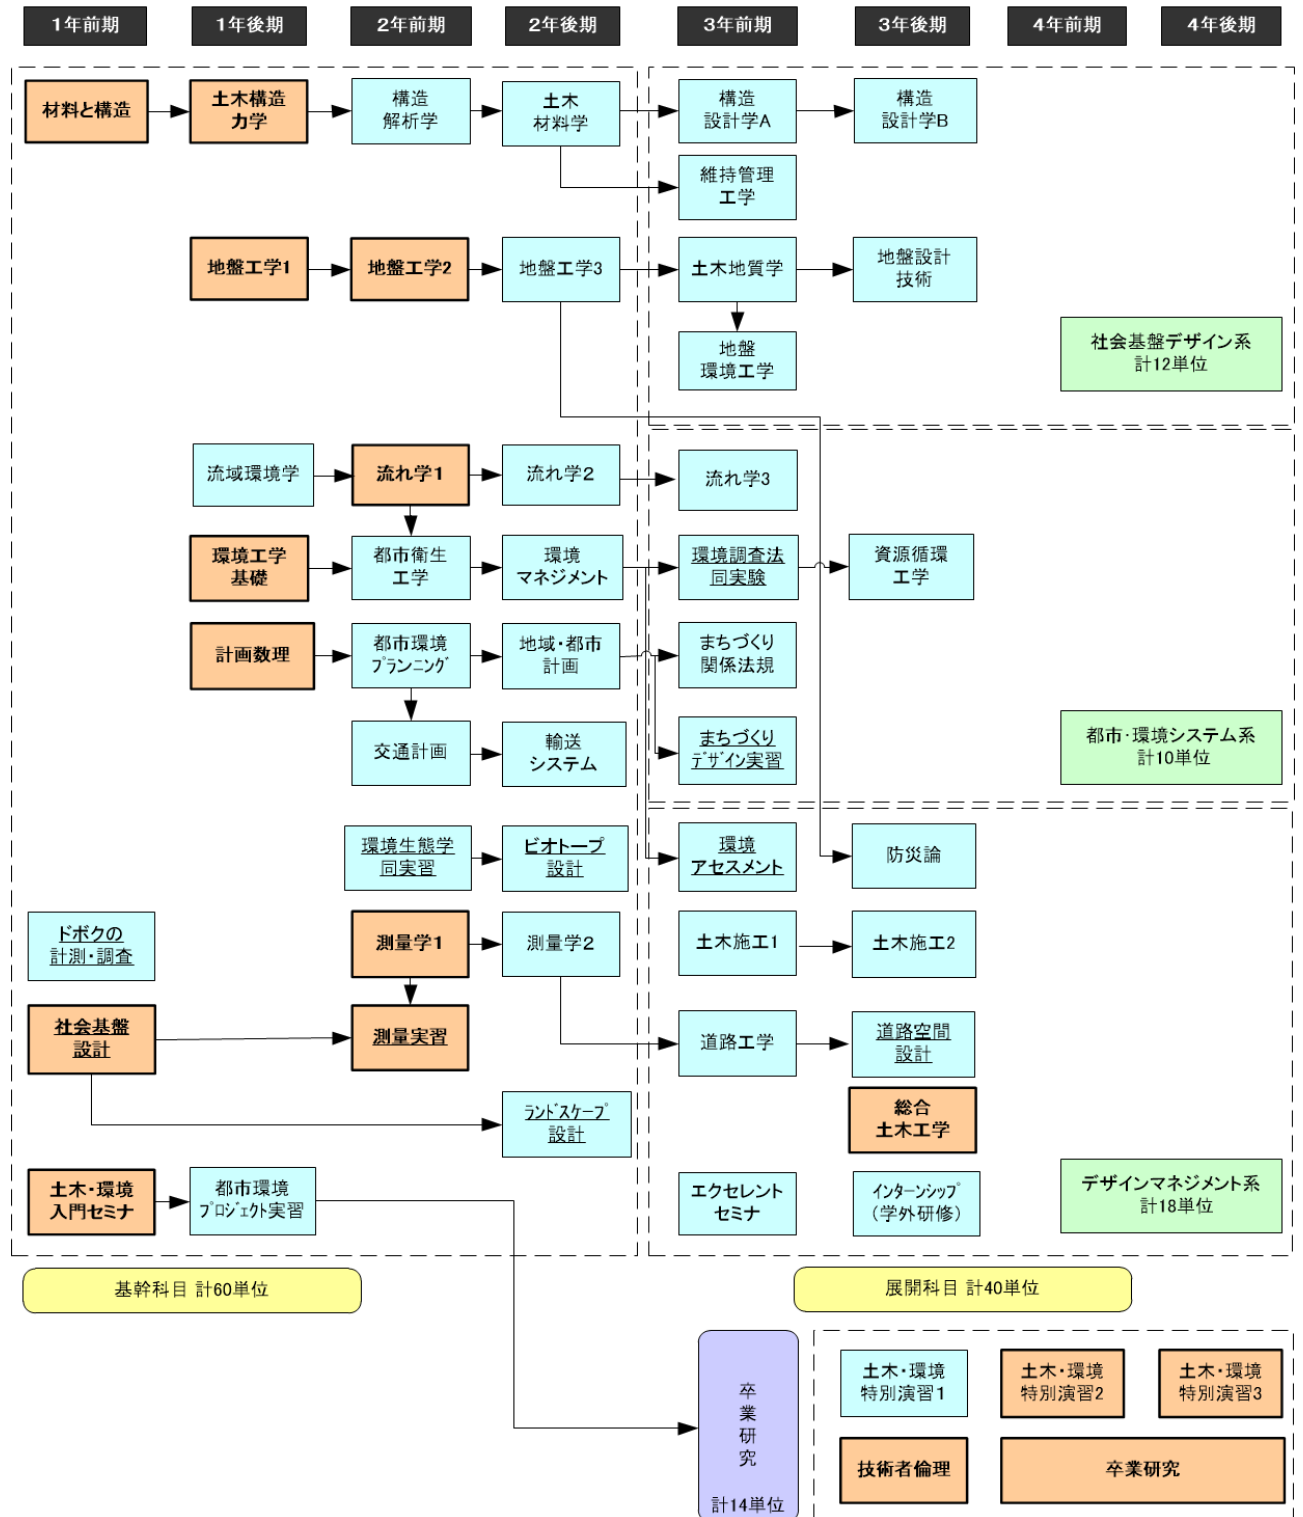 1年前期
1年後期
2年前期
2年後期
3年前期
3年後期
4年前期
4年後期
材料と構造
土木構造
力学
構造
解析学
土木
材料学
構造
設計学A
構造
設計学B
維持管理
工学
地盤工学1
地盤工学2
地盤工学3
土木地質学
地盤設計
技術
地盤
環境工学
社会基盤デザイン系
計12単位
流域環境学
流れ学1
流れ学2
流れ学3
環境工学
基礎
都市衛生
工学
環境
マネジメント
環境調査法
同実験
資源循環
工学
計画数理
都市環境
プランニング
地域・都市
計画
まちづくり
関係法規
交通計画
輸送
システム
まちづくり
デザイン実習
都市・環境システム系
計10単位
環境生態学
同実習
ビオトープ
設計
環境
アセスメント
防災論
ドボクの
計測・調査
測量学1
測量学2
土木施工1
土木施工2
社会基盤
設計
測量実習
道路工学
道路空間
設計
ランドスケープ
設計
総合
土木工学
土木・環境
入門セミナ
都市環境
プロジェクト実習
エクセレント
セミナ
インターンシップ
(学外研修)
デザインマネジメント系
計18単位
基幹科目 計60単位
展開科目 計40単位
卒業研究
計14単位
土木・環境
特別演習1
土木・環境
特別演習2
土木・環境
特別演習3
技術者倫理
卒業研究